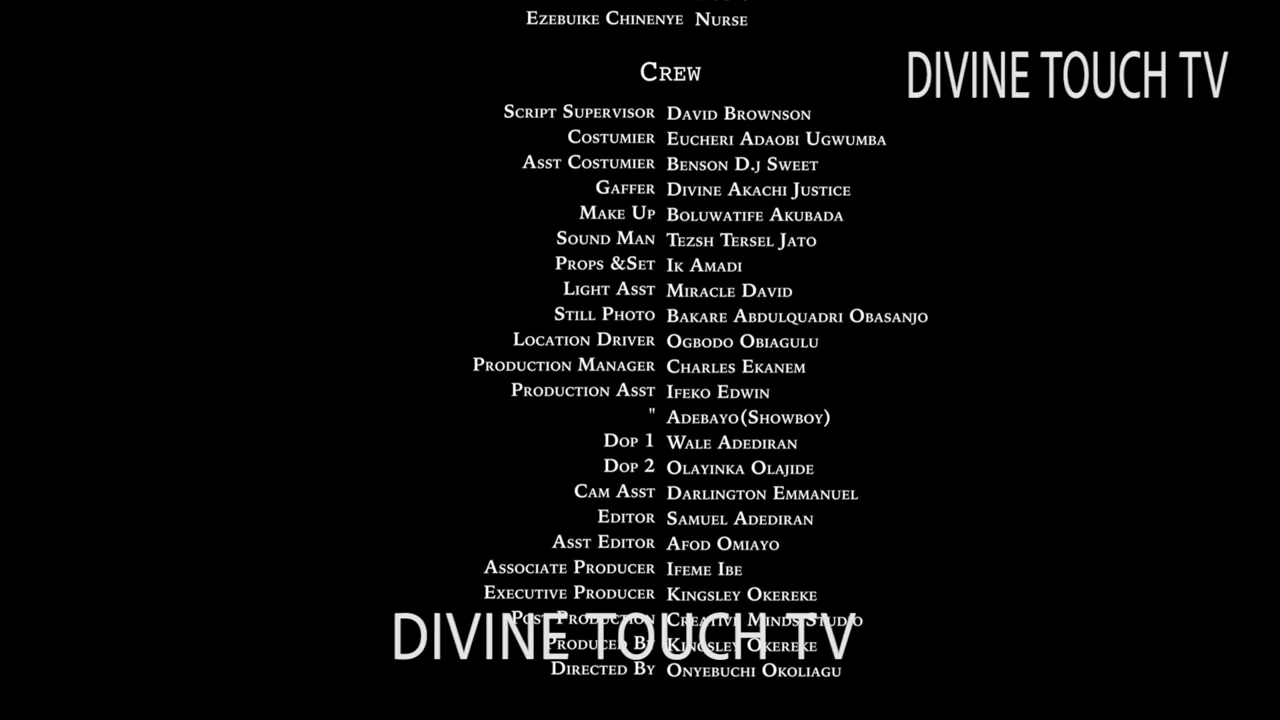 Ezebuike Chinenye Nurse
DIVINE TOUCH TV
Crew
Script Supervisor David Brownson
Costumier Eucheri Adaobi Ugwumba
Asst Costumier Benson D.j Sweet
Gaffer Divine Akachi Justice
Make Up Boluwatife Akubada
Sound Man Tezsh Tersel Jato
Props &Set Ik Amadi
Light Asst Miracle David
Still Photo Bakare Abdulquadri Obasanjo
Location Driver Ogbodo Obiagulu
Production Manager Charles Ekanem
Production Asst Ifeko Edwin
" Adebayo(Showboy)
Dop 1 Wale Adediran
Dop 2 Olayinka Olajide
Cam Asst Darlington Emmanuel
Editor Samuel Adediran
Asst Editor Afod Omiayo
Associate Producer Ifeme Ibe
Executive Producer Kingsley Okereke
Post Production Creative Minds Studio
DIVINE TOUCH TV
Produced By Kingsley Okereke
Directed By Onyebuchi Okoliagu